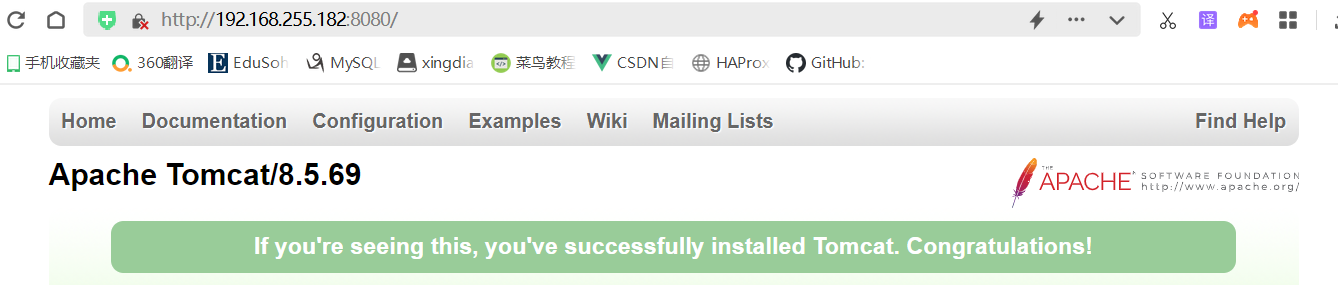 http://192.168.255.182:8080/
译
手机收藏夹 360翻译 EduSoh MySQL xingdia 菜鸟教程 CSDN自 HAProx GitHub:
Home Documentation Configuration Examples Wiki Mailing Lists Find Help
Apache Tomcat/8.5.69
THE APACHE SOFTWARE FOUNDATION
http://www.apache.org/
If you're seeing this, you've successfully installed Tomcat. Congratulations!